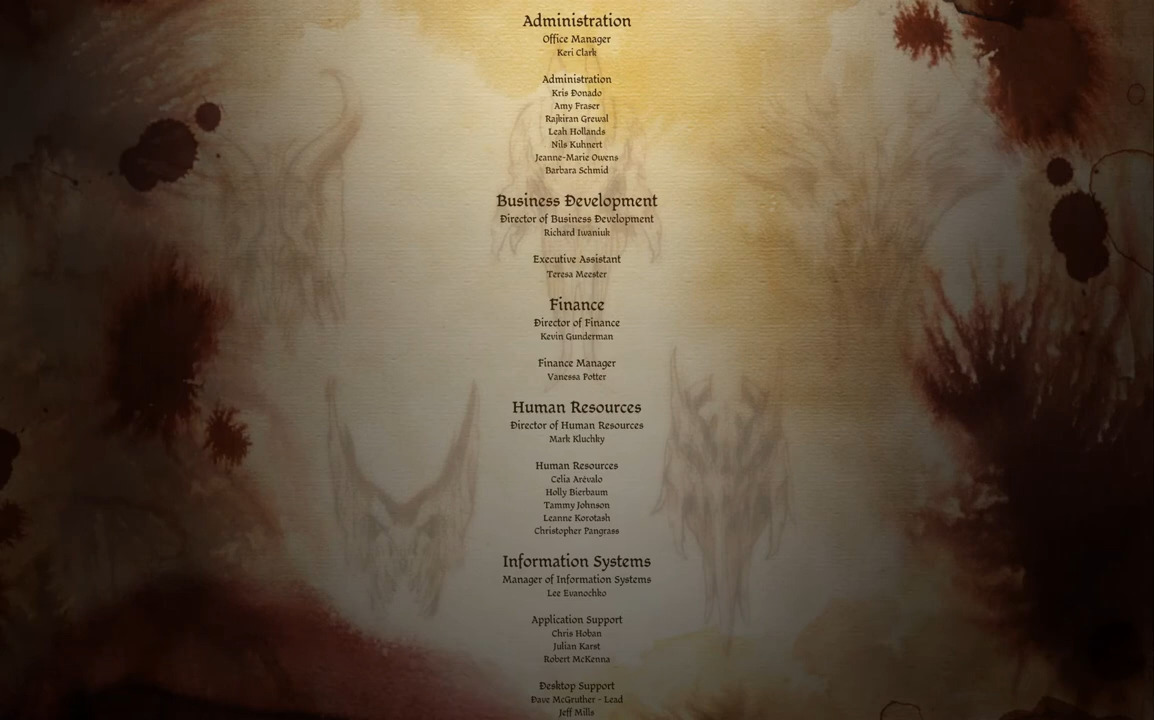 Administration
Office Manager
Keri Clark
Administration
Kris Donado
Amy Fraser
Rajkiran Grewal
Leah Hollands
Nils Kuhnert
Jeanne-Marie Owens
Barbara Schmid
Business Development
Director of Business Development
Richard Iwaniuk
Executive Assistant
Teresa Meester
Finance
Director of Finance
Kevin Gunderman
Finance Manager
Vanessa Potter
Human Resources
Director of Human Resources
Mark Kluchky
Human Resources
Celia Arévalo
Holly Bierbaum
Tammy Johnson
Leanne Korotash
Christopher Pangrass
Information Systems
Manager of Information Systems
Lee Evanochko
Application Support
Chris Hoban
Julian Karst
Robert McKenna
Desktop Support
Dave McGruther - Lead
Jeff Mills